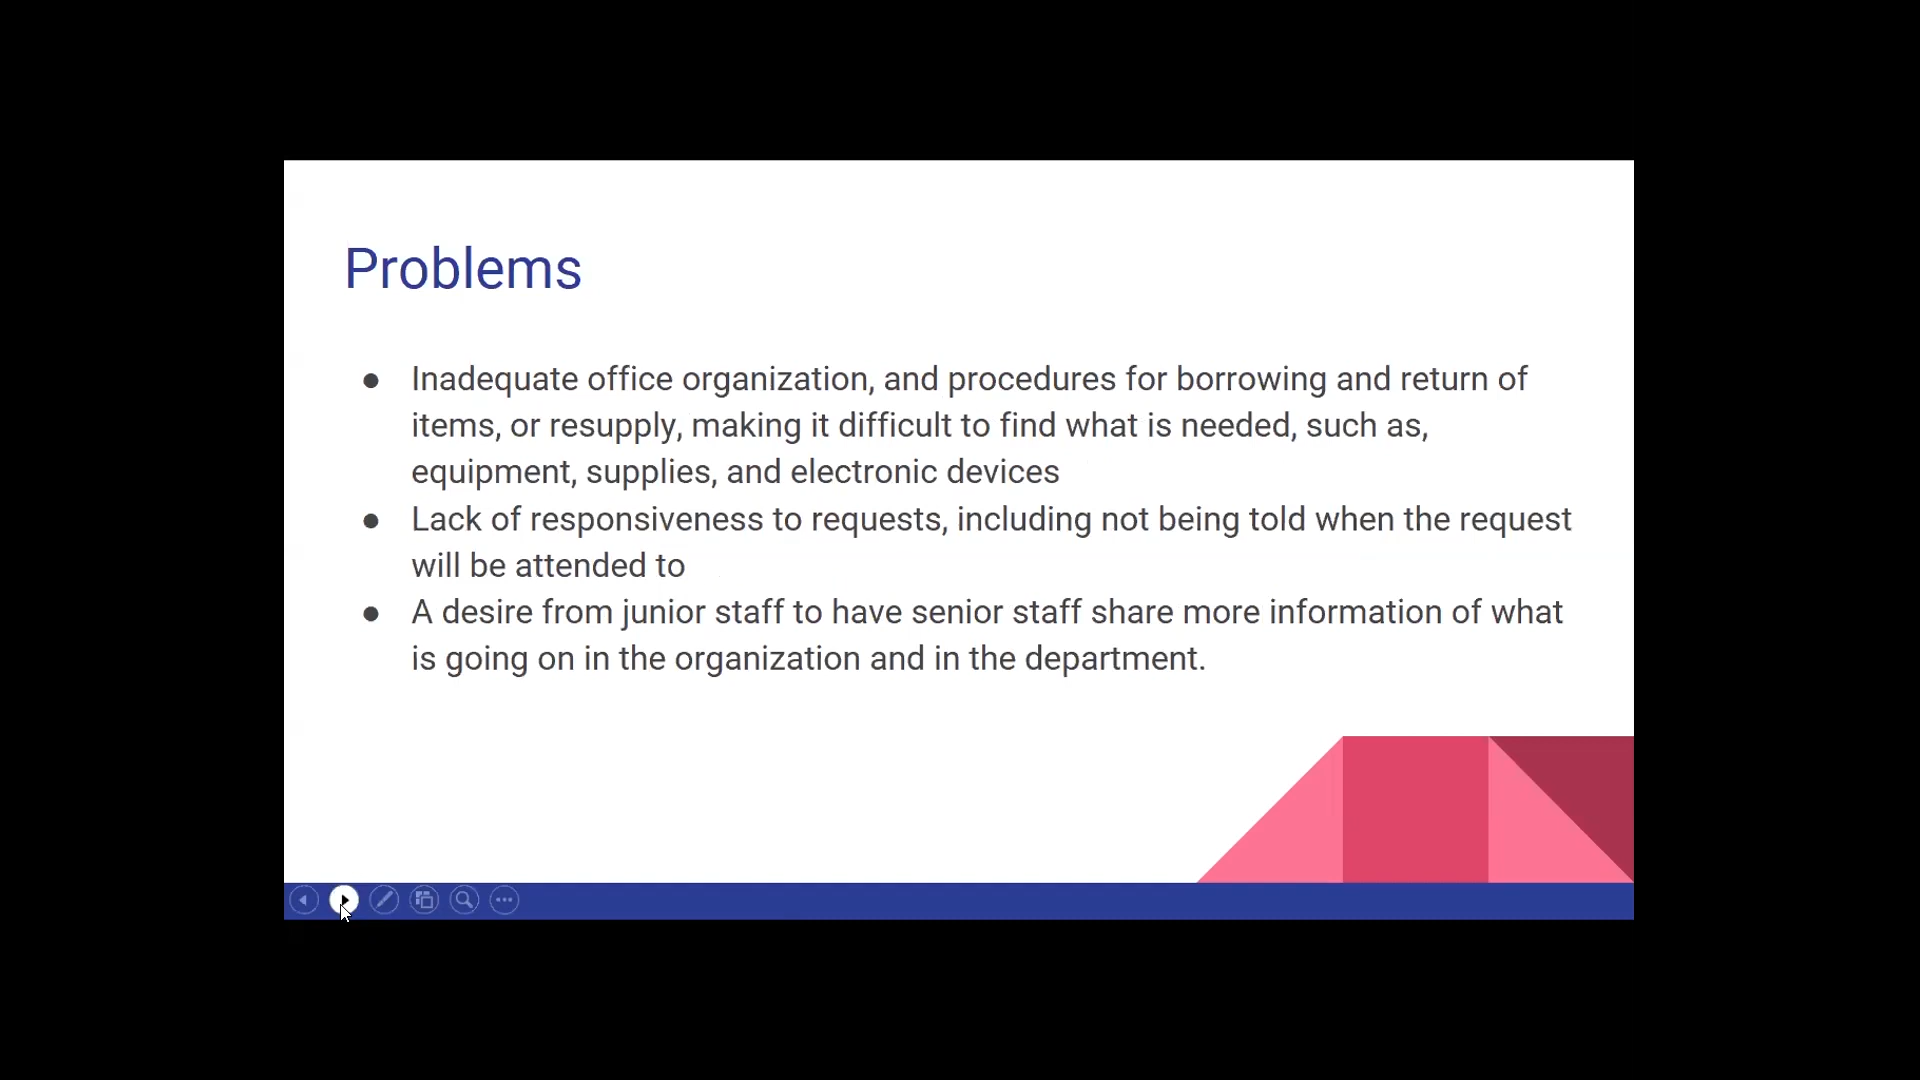 Problems
● Inadequate office organization, and procedures for borrowing and return of
items, or resupply, making it difficult to find what is needed, such as,
equipment, supplies, and electronic devices
● Lack of responsiveness to requests, including not being told when the request
will be attended to
● A desire from junior staff to have senior staff share more information of what
is going on in the organization and in the department.